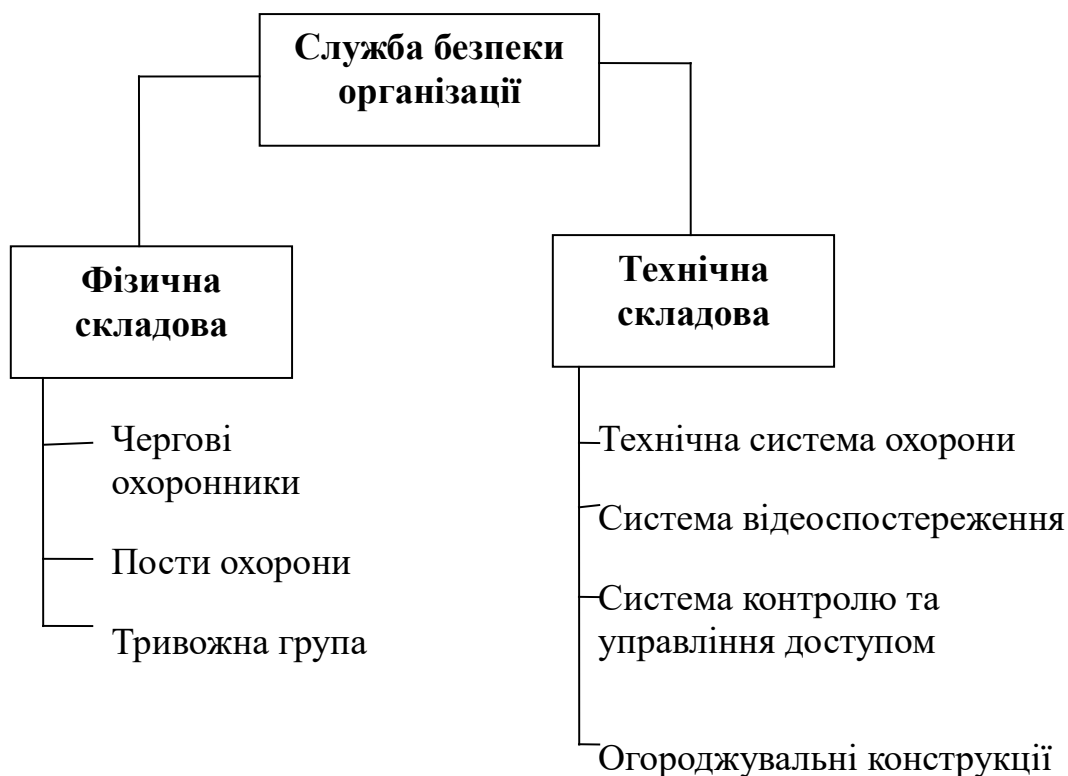 Служба безпеки
організації
Фізична
складова
Чергові
охоронники
Пости охорони
Тривожна група
Технічна
складова
Технічна система охорони
Система відеоспостереження
Система контролю та
управління доступом
Огороджувальні конструкції